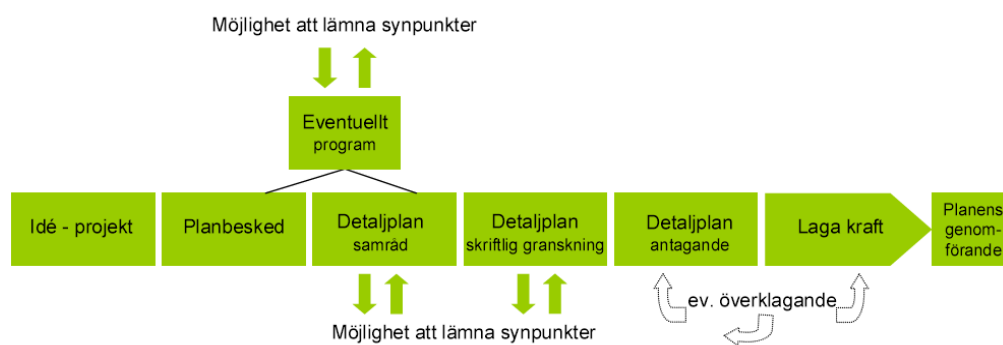 Möjlighet att lämna synpunkter
Eventuellt
program
Idé - projekt
Planbesked
Detaljplan
samråd
Detaljplan
skriftlig granskning
Detaljplan
antagande
Laga kraft
Planens
genom-
förande
ev. överklagande
Möjlighet att lämna synpunkter